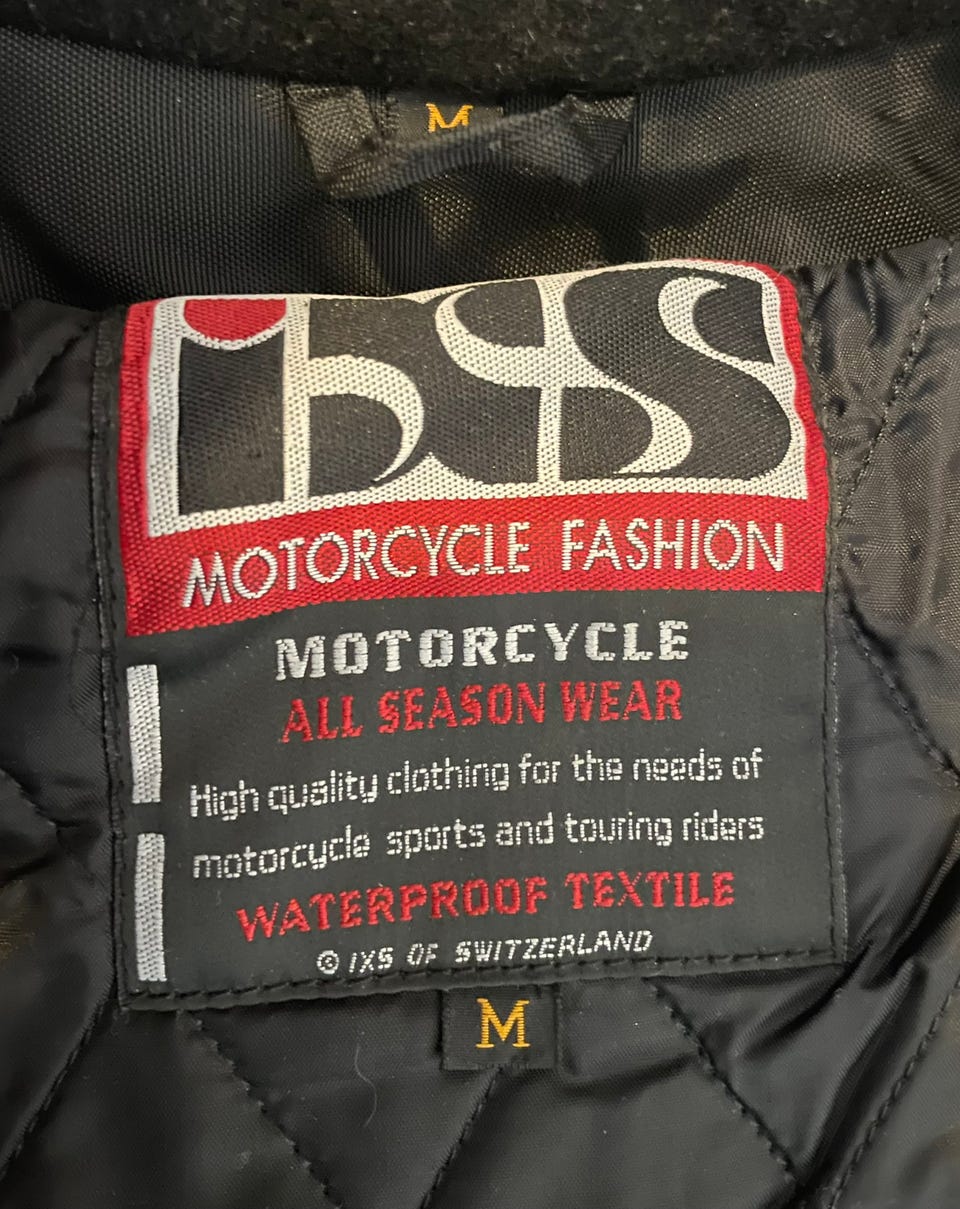 M
iXS
MOTORCYCLE FASHION
MOTORCYCLE
ALL SEASON WEAR
High quality clothing for the needs of
motorcycle sports and touring riders
WATERPROOF TEXTILE
© IXS OF SWITZERLAND
M